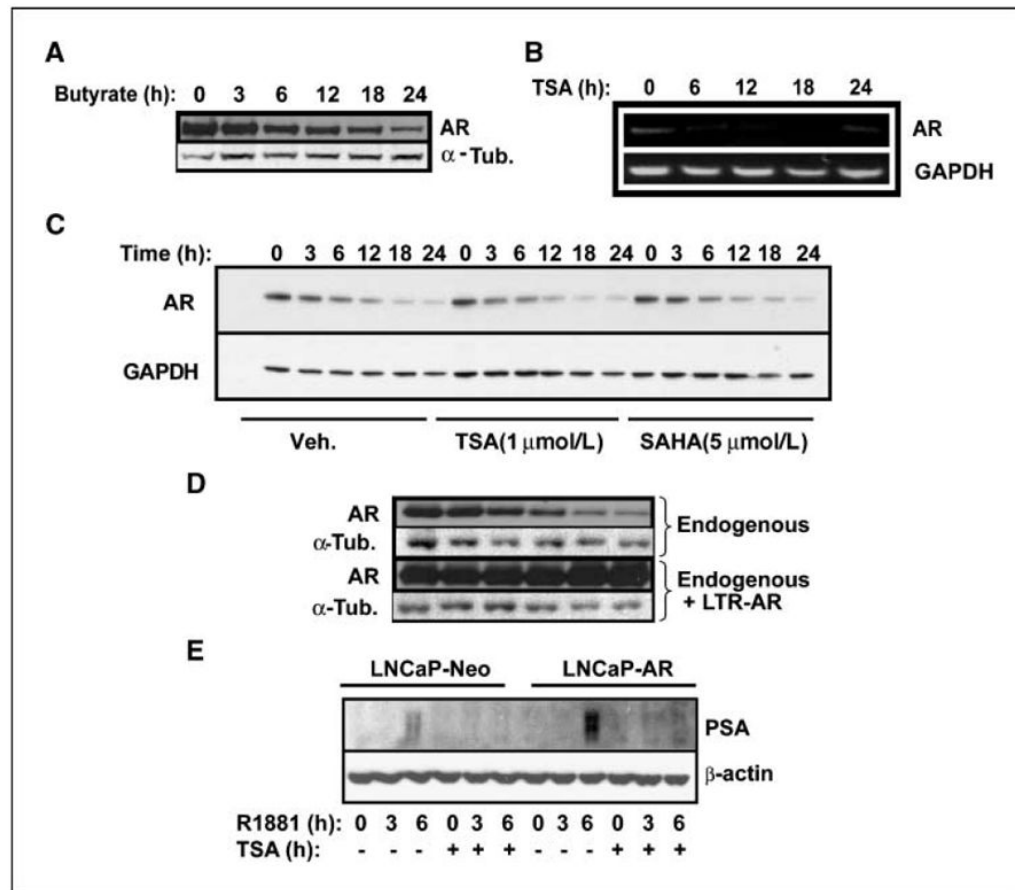 A
Butyrate (h): 0 3 6 12 18 24
AR
α-Tub.
B
TSA (h): 0 6 12 18 24
AR
GAPDH
C
Time (h): 0 3 6 12 18 24 0 3 6 12 18 24 0 3 6 12 18 24
AR
GAPDH
Veh. TSA(1 μmol/L) SAHA(5 μmol/L)
D
AR
α-Tub.
Endogenous
AR
α-Tub.
Endogenous
+ LTR-AR
E
LNCaP-Neo LNCaP-AR
PSA
β-actin
R1881 (h): 0 3 6 0 3 6 0 3 6 0 3 6
TSA (h): - - - + + + - - - + + +